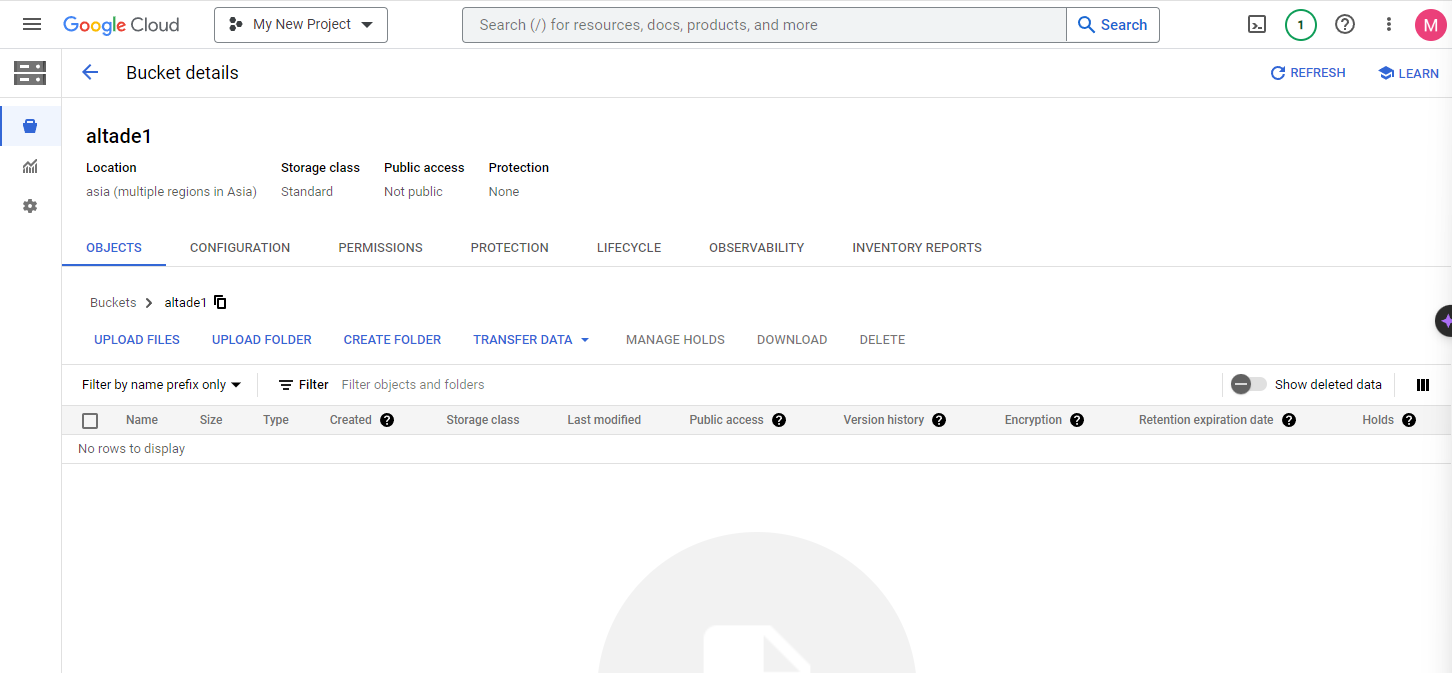 Google Cloud My New Project Search (/) for resources, docs, products, and more Search 1 M
Bucket details REFRESH LEARN
altade1
Location Storage class Public access Protection
asia (multiple regions in Asia) Standard Not public None
OBJECTS CONFIGURATION PERMISSIONS PROTECTION LIFECYCLE OBSERVABILITY INVENTORY REPORTS
Buckets altade1
UPLOAD FILES UPLOAD FOLDER CREATE FOLDER TRANSFER DATA MANAGE HOLDS DOWNLOAD DELETE
Filter by name prefix only Filter Filter objects and folders Show deleted data
Name Size Type Created Storage class Last modified Public access Version history Encryption Retention expiration date Holds
No rows to display